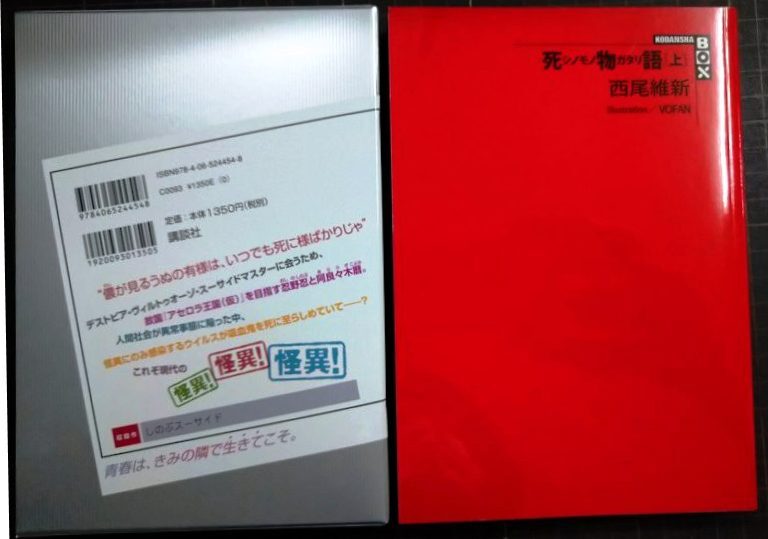 ISBN978-4-06-524454-8
C0093 ¥1350E (0)
9784065244548
定価:本体1350円(税別)
講談社
1920093013505
“儂が見るうぬの有様は、いつでも死に様ばかりじゃ”
デストピア・ヴィルトゥオーゾ・スーサイドマスターに会うため、
救国『アセロラ王国(仮)』を目指す忍野忍と阿良々木暦。
人間社会が異常事態に陥った中、
怪異にのみ感染するウイルスが吸血鬼を死に至らしめていて――?
これぞ現代の
怪異!
怪異!
怪異!
収録作
しのぶスーサイド
青春は、きみの隣で生きてこそ。
KODANSHA
BOX
死シノモノ物ガタリ語[上]
西尾維新
Illustration/VOFAN